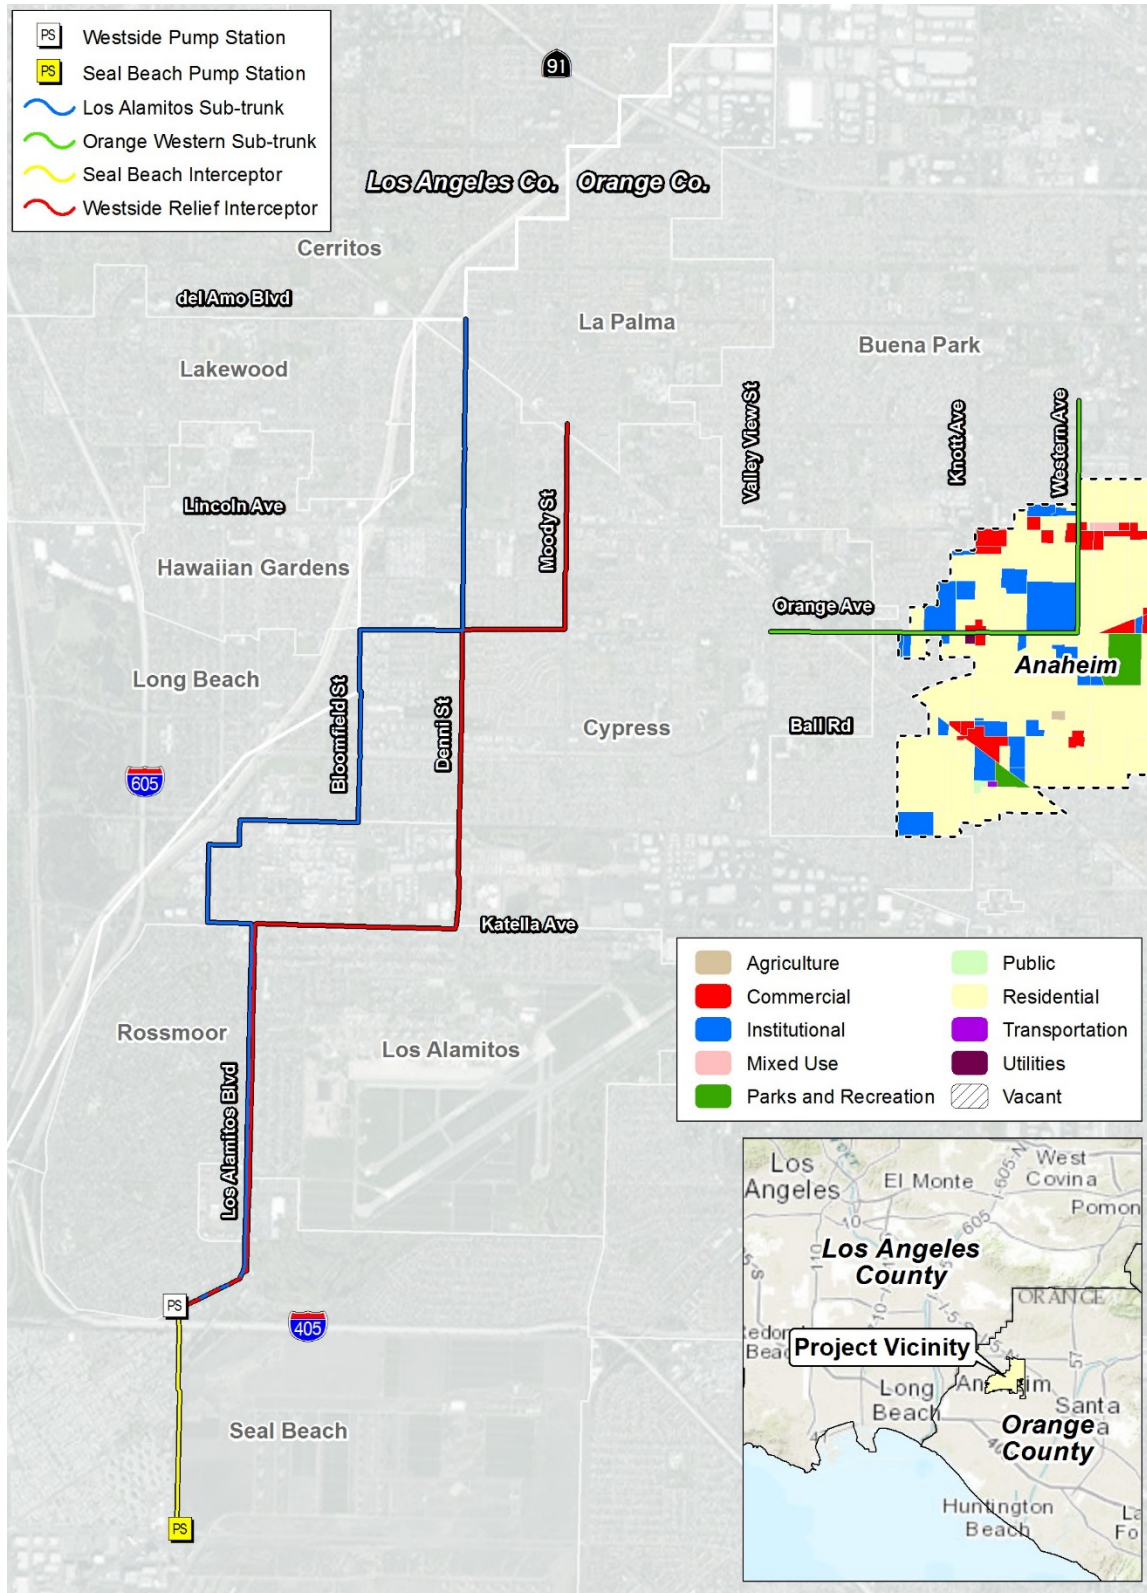 PS Westside Pump Station
PS Seal Beach Pump Station
Los Alamitos Sub-trunk
Orange Western Sub-trunk
Seal Beach Interceptor
Westside Relief Interceptor
91
Los Angeles Co. Orange Co.
Cerritos
del Amo Blvd
La Palma
Buena Park
Lakewood
Valley View St
Knott Ave
Western Ave
Lincoln Ave
Moody St
Hawaiian Gardens
Orange Ave
Long Beach
Anaheim
Bloomfield St
Denni St
Cypress
Ball Rd
605
Katella Ave
Rossmoor
Los Alamitos
Los Alamitos Blvd
PS
405
Seal Beach
PS
Agriculture
Commercial
Institutional
Mixed Use
Parks and Recreation
Public
Residential
Transportation
Utilities
Vacant
Los
Angeles
El Monte
West
Covina
I-605-N
Pomon
10
605
110
Los Angeles
County
ORANGE
Project Vicinity
57
Long
Beach
Santa
Orange
County
Huntington
Beach